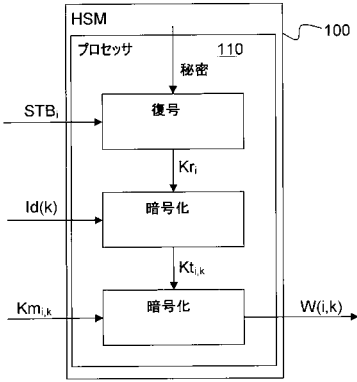 HSM
100
プロセッサ 110
秘密
STBi
復号
Kri
Id(k)
暗号化
Kti,k
Kmi,k
暗号化
W(i,k)